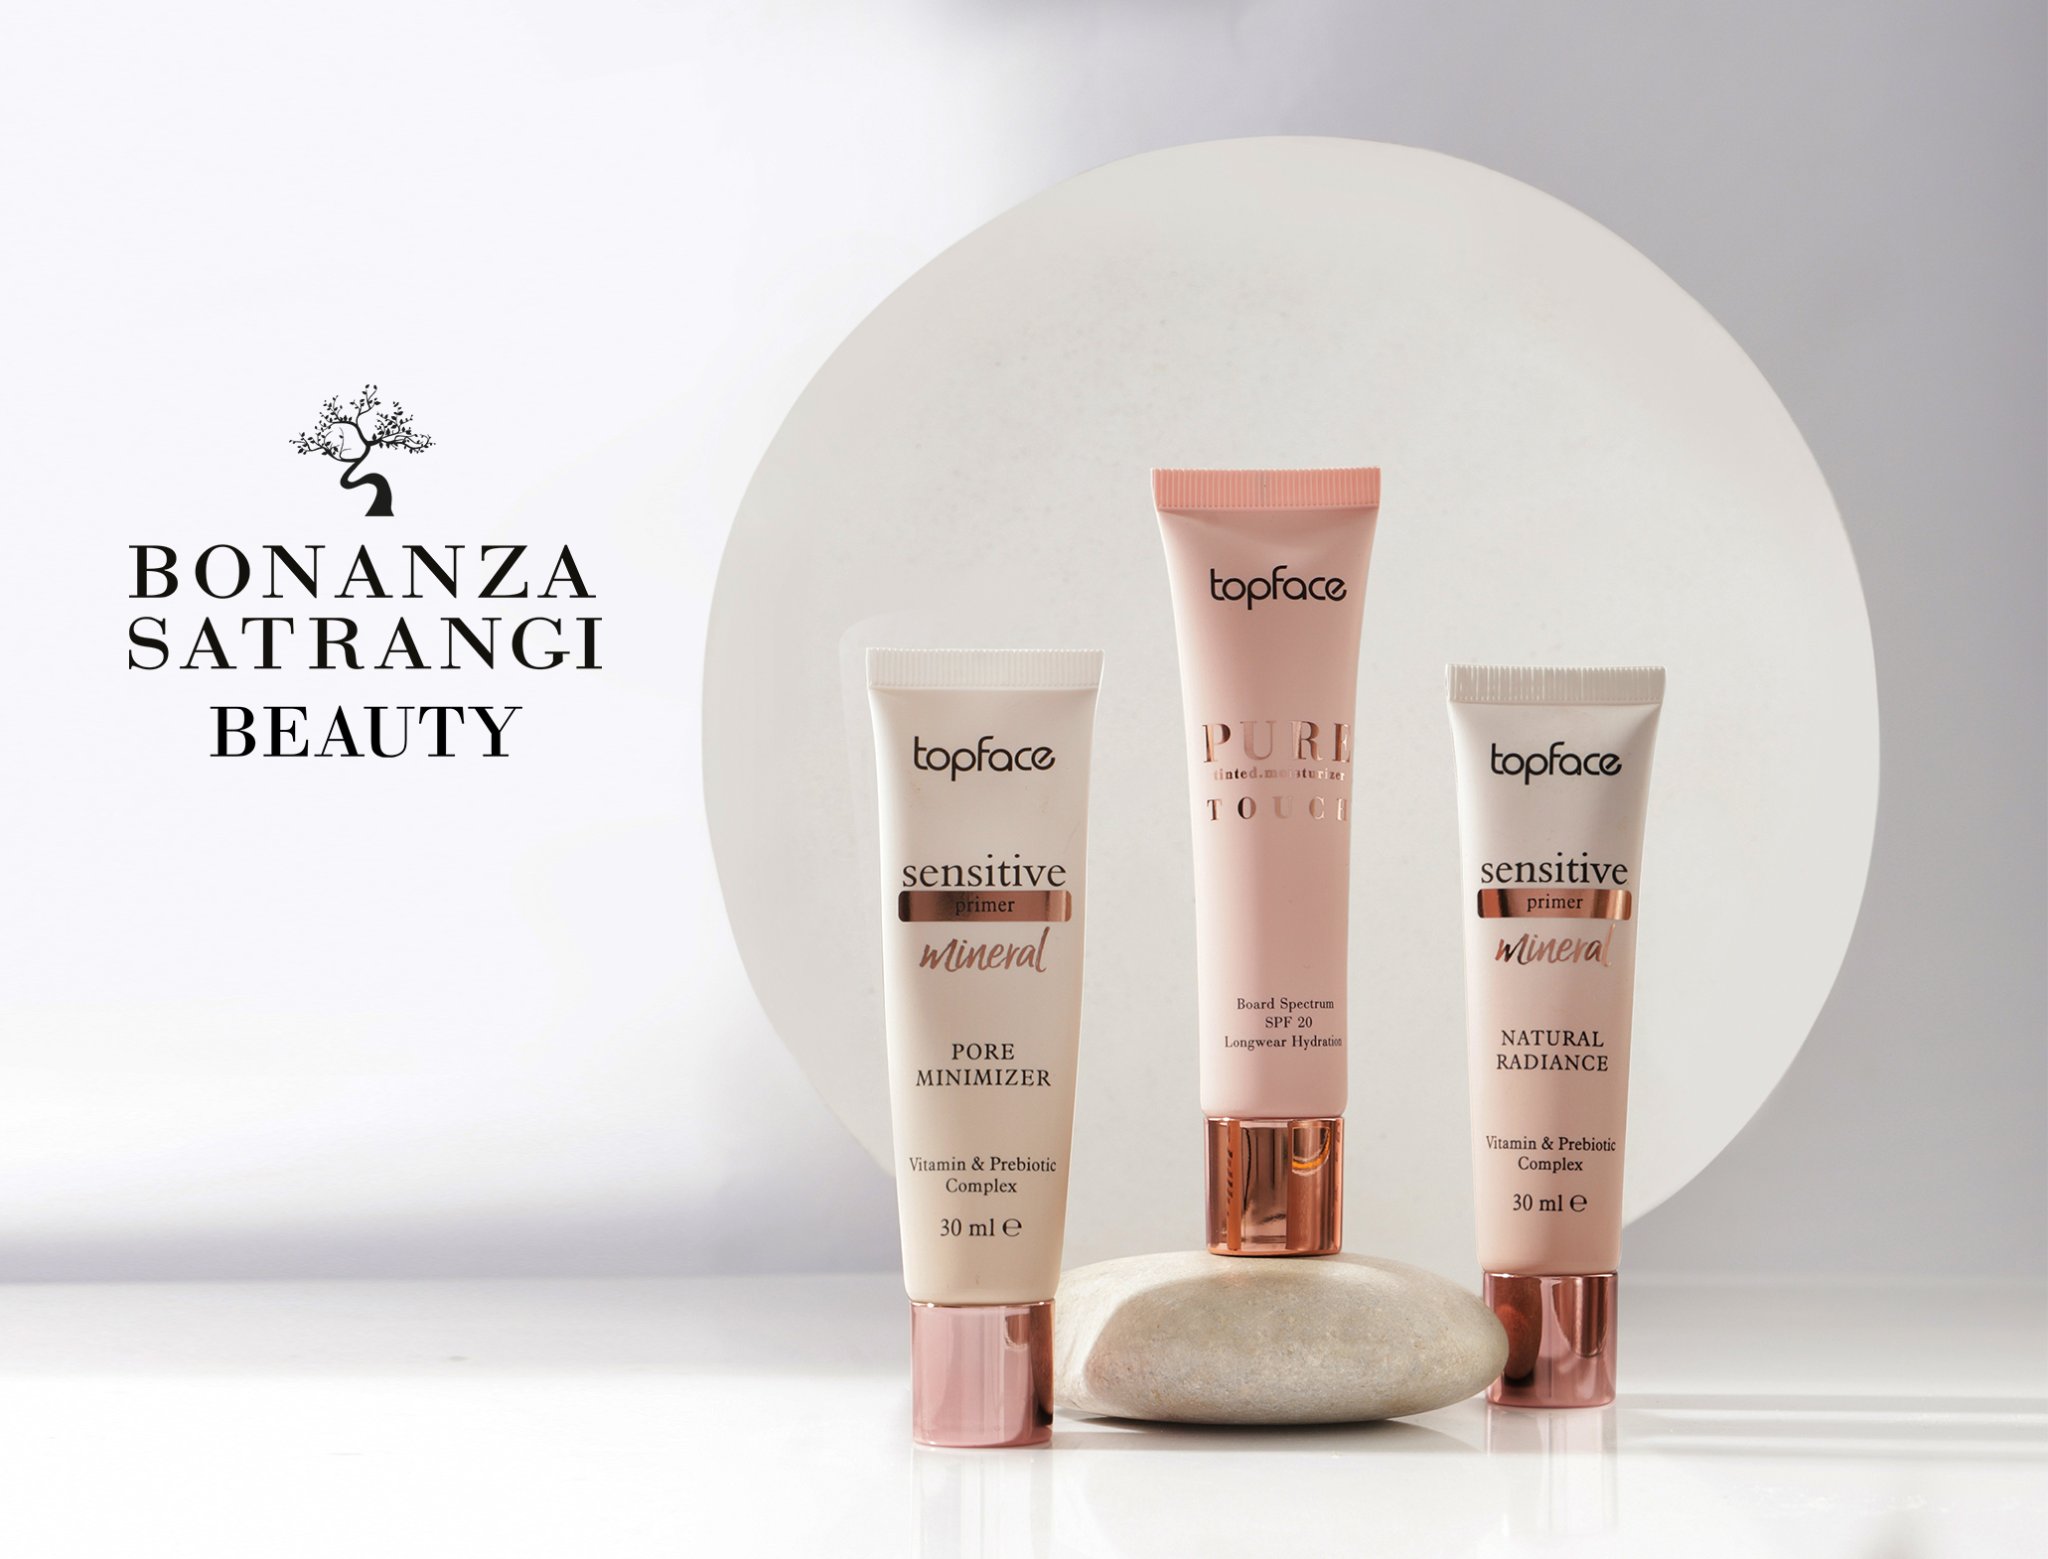 BONANZA
SATRANGI
BEAUTY
topface
sensitive
primer
mineral
PORE
MINIMIZER
Vitamin & Prebiotic
Complex
30 ml ℮
topface
PURE
tinted.moisturizer
TOUCH
Board Spectrum
SPF 20
Longwear Hydration
topface
sensitive
primer
mineral
NATURAL
RADIANCE
Vitamin & Prebiotic
Complex
30 ml ℮